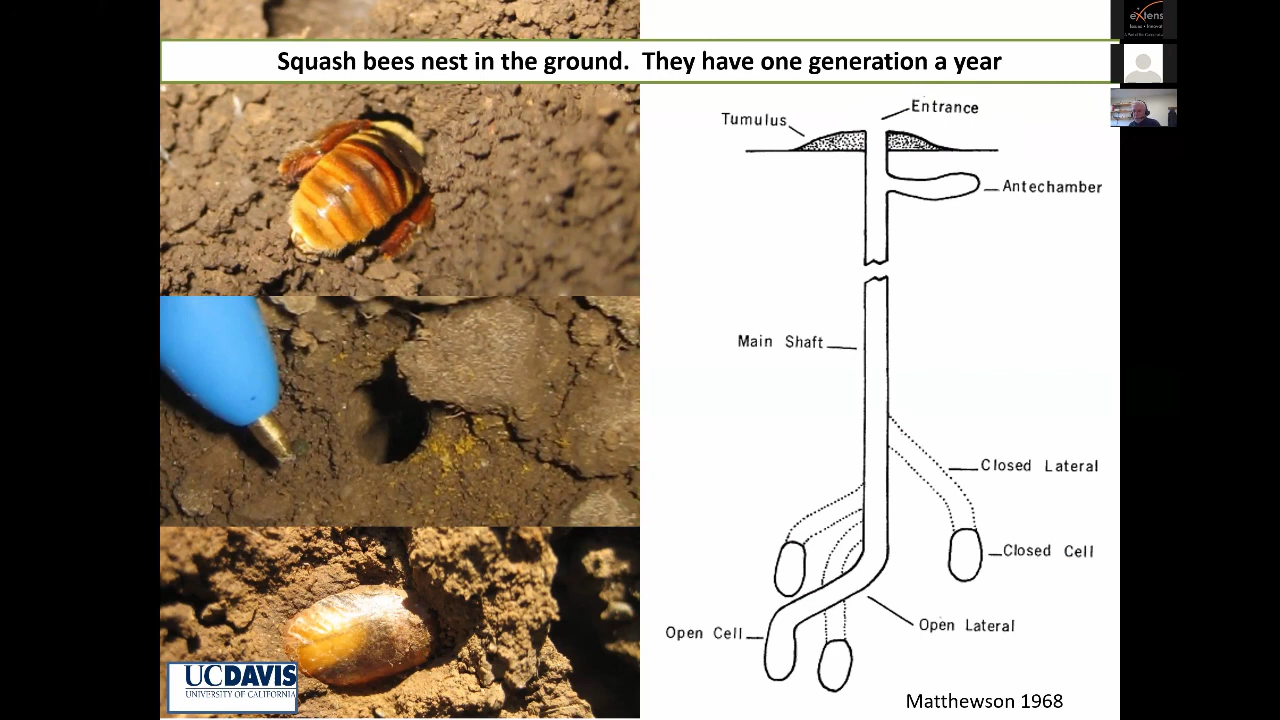 Squash bees nest in the ground. They have one generation a year
eXtens
Tumulus
Entrance
Antechamber
Main Shaft
Closed Lateral
Closed Cell
Open Cell
Open Lateral
Matthewson 1968
UCDAVIS
UNIVERSITY OF CALIFORNIA